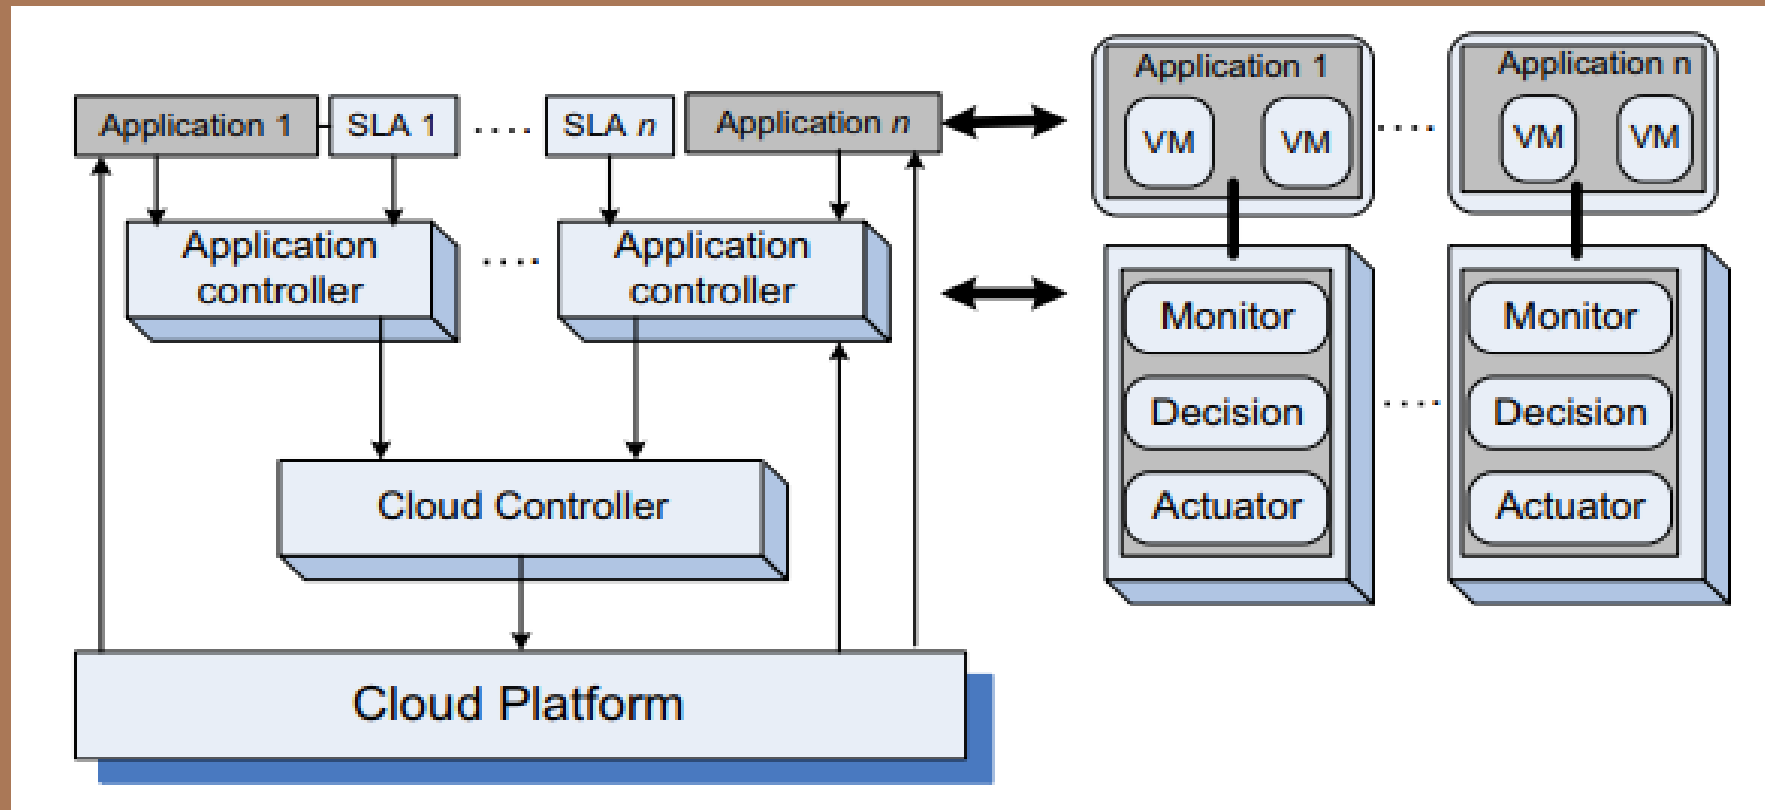 Application 1
SLA 1
....
SLA n
Application n
Application
controller
....
Application
controller
Cloud Controller
Cloud Platform
Application 1
VM
VM
....
Application n
VM
VM
Monitor
Decision
Actuator
....
Monitor
Decision
Actuator